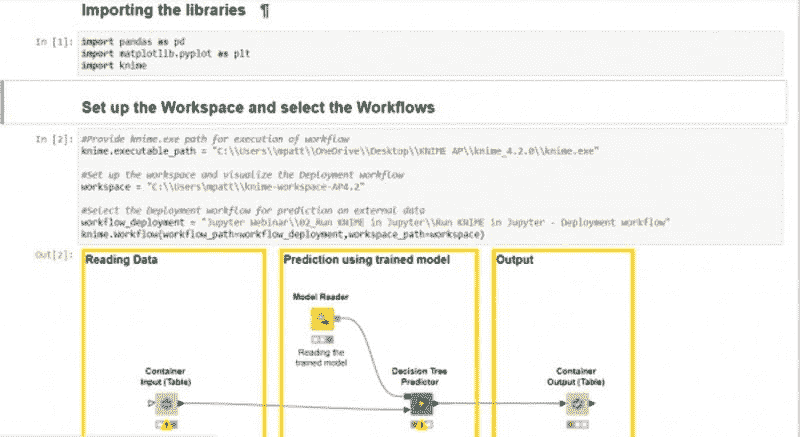 Importing the libraries ¶
In [1]:
import pandas as pd
import matplotlib.pyplot as plt
import knime
Set up the Workspace and select the Workflows
In [2]:
#Provide knime.exe path for execution of workflow
knime.executable_path = "C:\\Users\\mpatt\\OneDrive\\Desktop\\KNIME AP\\knime_4.2.0\\knime.exe"
#Set up the workspace and visualize the Deployment workflow
workspace = "C:\\Users\mpatt\\knime-workspace-AP4.2"
#Select the Deployment workflow for prediction on external data
workflow_deployment = "Jupyter Webinar\\02_Run KNIME in Jupyter\\Run KNIME in Jupyter - Deployment workflow"
knime.Workflow(workflow_path=workflow_deployment,workspace_path=workspace)
Out[2]:
Reading Data
Prediction using trained model
Output
Model Reader
Reading the
trained model
Container
Input (Table)
Decision Tree
Predictor
Container
Output (Table)